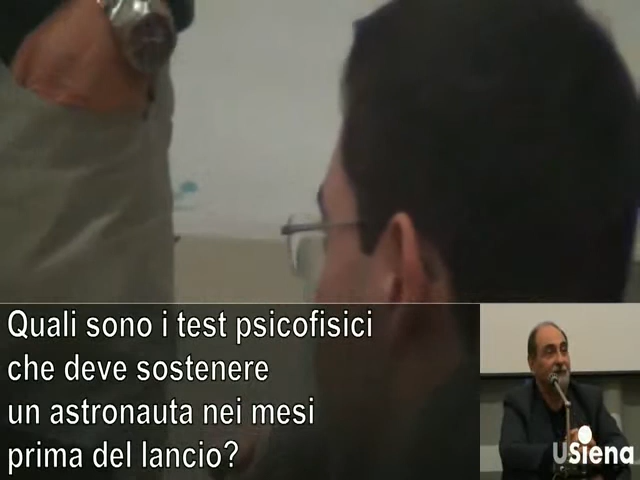 Quali sono i test psicofisici
che deve sostenere
un astronauta nei mesi
prima del lancio?
USiena